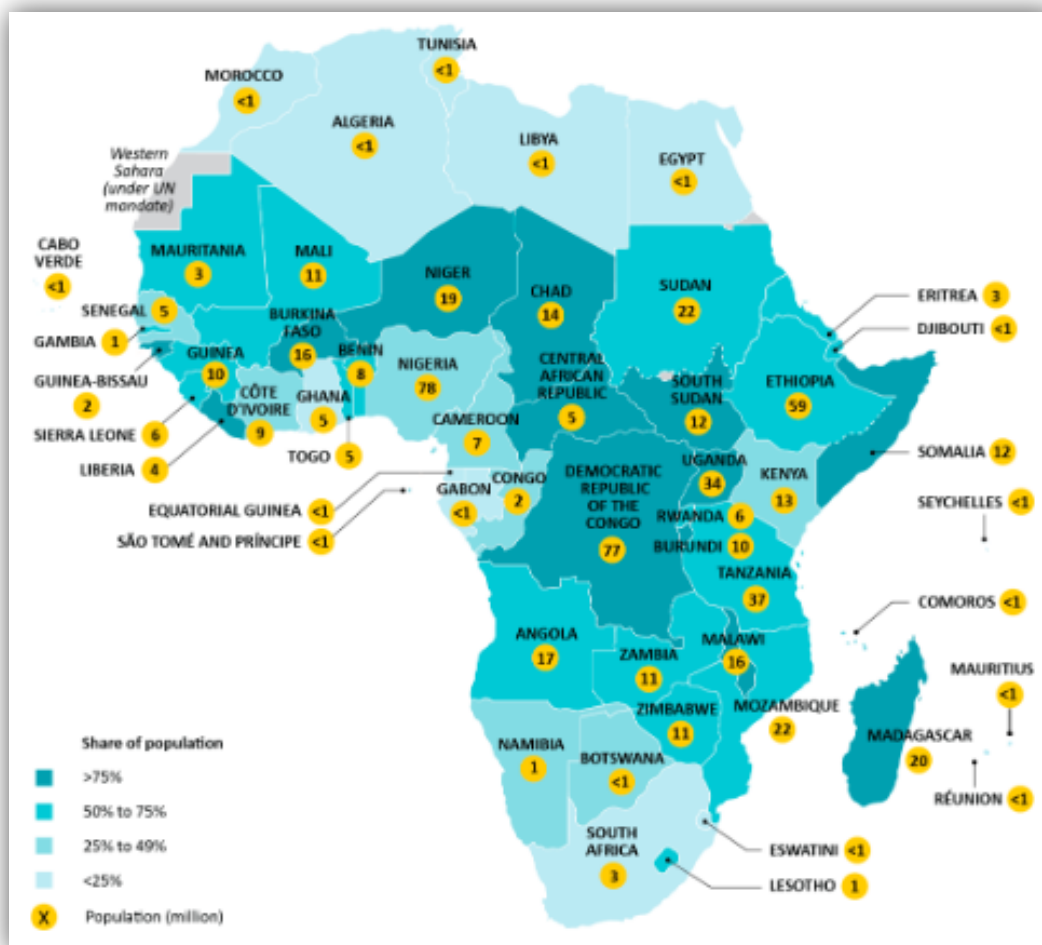 TUNISIA
<1
MOROCCO
<1
ALGERIA
<1
LIBYA
<1
EGYPT
<1
Western
Sahara
(under UN
mandate)
CABO
VERDE
<1
MAURITANIA
3
MALI
11
NIGER
19
CHAD
14
SUDAN
22
ERITREA 3
DJIBOUTI <1
SENEGAL 5
GAMBIA 1
GUINEA-BISSAU
2
GUINEA
10
SIERRA LEONE 6
LIBERIA 4
BURKINA
FASO
16
CÔTE
D'IVOIRE
9
GHANA
5
BENIN
8
TOGO 5
NIGERIA
78
CAMEROON
7
CENTRAL
AFRICAN
REPUBLIC
5
SOUTH
SUDAN
12
ETHIOPIA
59
SOMALIA 12
EQUATORIAL GUINEA <1
SÃO TOMÉ AND PRÍNCIPE <1
GABON
<1
CONGO
2
DEMOCRATIC
REPUBLIC
OF THE
CONGO
77
UGANDA
34
KENYA
13
RWANDA 6
BURUNDI 10
TANZANIA
37
SEYCHELLES <1
COMOROS <1
ANGOLA
17
ZAMBIA
11
MALAWI
16
MOZAMBIQUE
22
ZIMBABWE
11
MAURITIUS
<1
MADAGASCAR
20
RÉUNION <1
NAMIBIA
1
BOTSWANA
<1
SOUTH
AFRICA
3
ESWATINI <1
LESOTHO 1
Share of population
>75%
50% to 75%
25% to 49%
<25%
X Population (million)